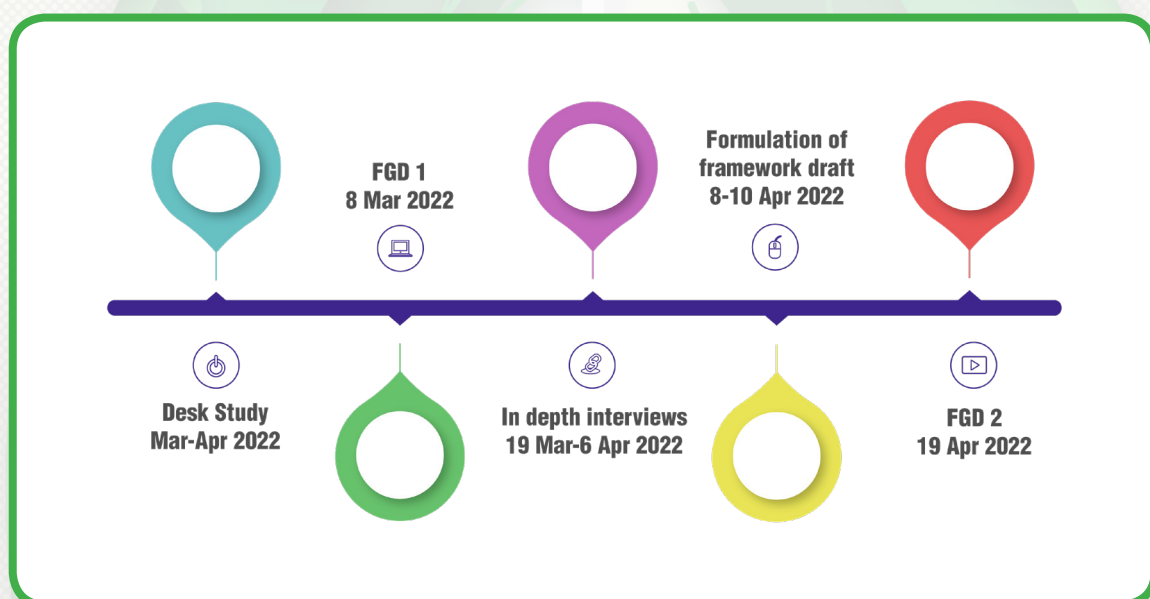 Desk Study
Mar-Apr 2022
FGD 1
8 Mar 2022
In depth interviews
19 Mar-6 Apr 2022
Formulation of
framework draft
8-10 Apr 2022
FGD 2
19 Apr 2022